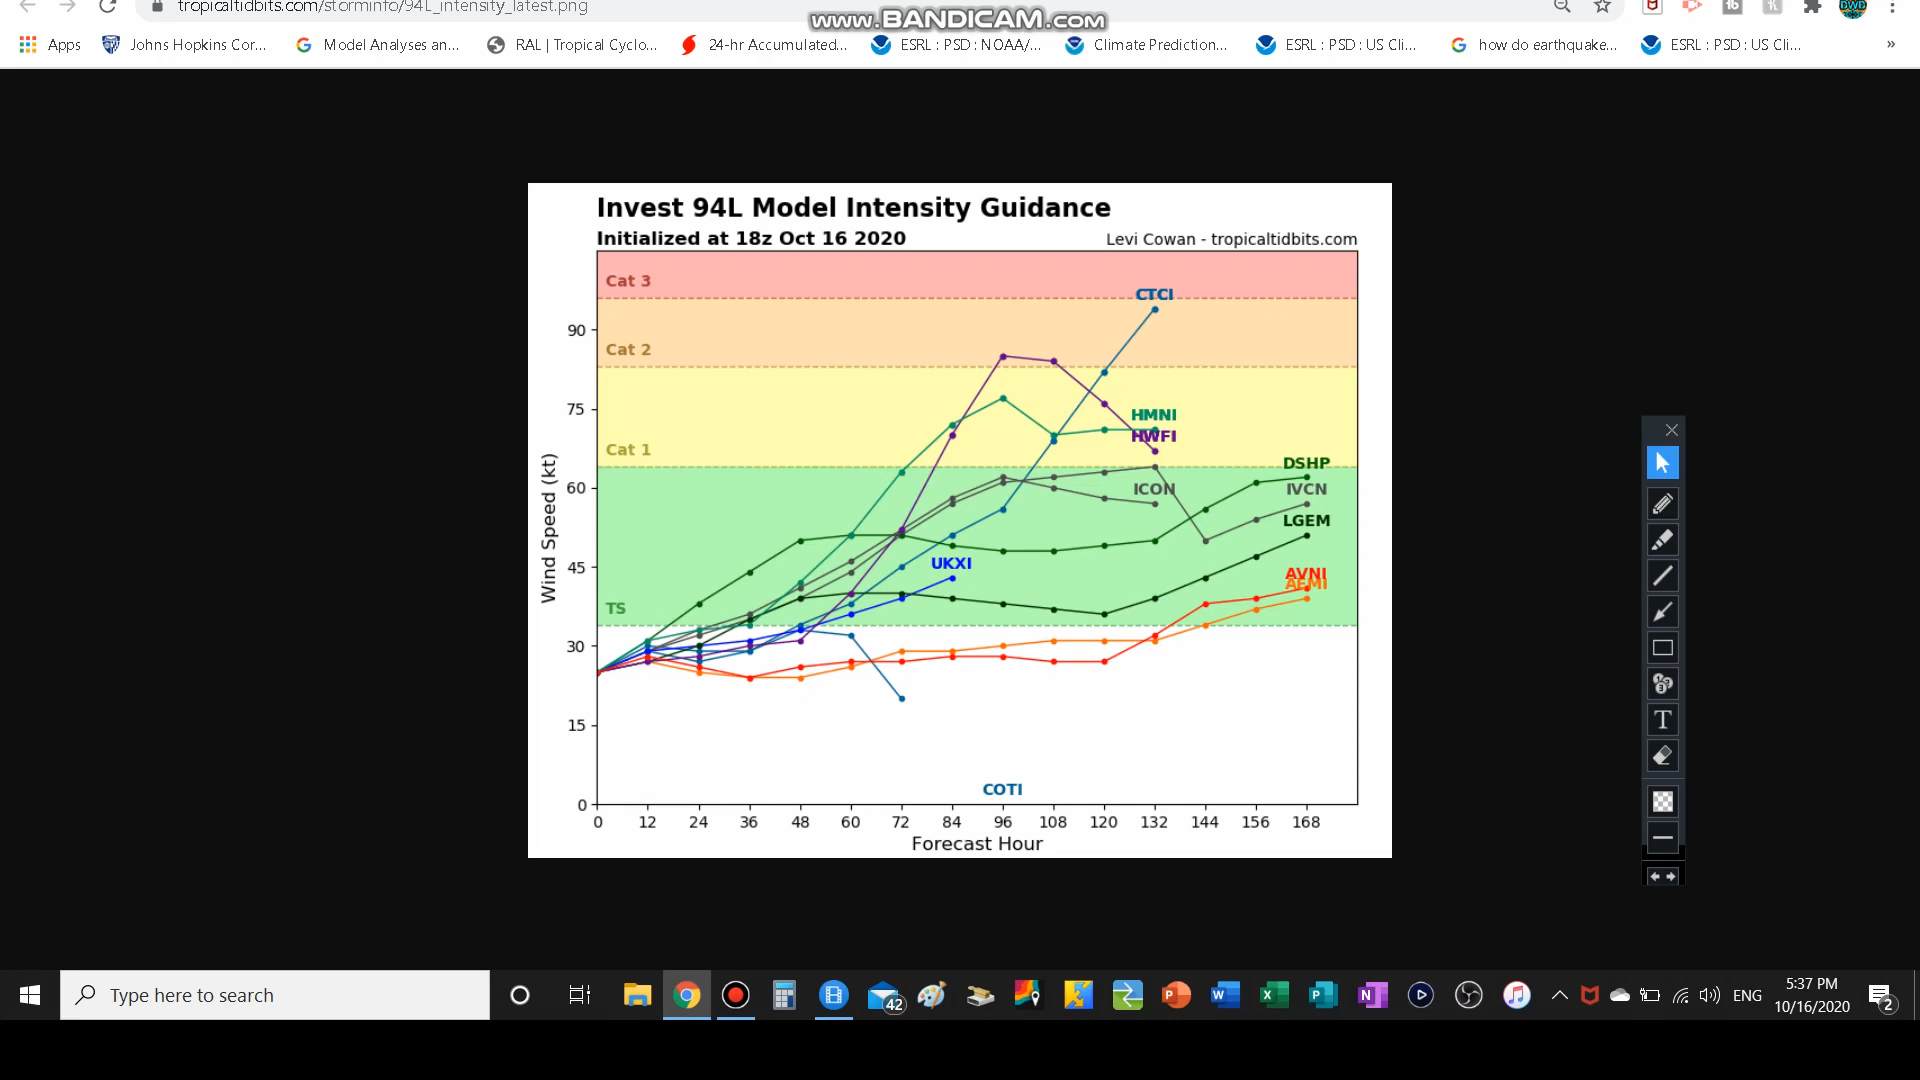 tropicaltidbits.com/storminfo/94L_intensity_latest.png
www.BANDICAM.com
Apps
Johns Hopkins Cor...
Model Analyses an...
RAL | Tropical Cyclo...
24-hr Accumulated...
ESRL : PSD : NOAA/...
Climate Prediction...
ESRL : PSD : US Cli...
how do earthquake...
ESRL : PSD : US Cli...
»
Invest 94L Model Intensity Guidance
Initialized at 18z Oct 16 2020
Levi Cowan - tropicaltidbits.com
Cat 3
CTCI
90
Cat 2
75
HMNI
HWFI
Cat 1
DSHP
60
ICON
IVCN
LGEM
Wind Speed (kt)
45
UKXI
AVNI
AEMI
TS
30
15
COTI
0
0 12 24 36 48 60 72 84 96 108 120 132 144 156 168
Forecast Hour
T
Type here to search
42
ENG
5:37 PM
10/16/2020
2